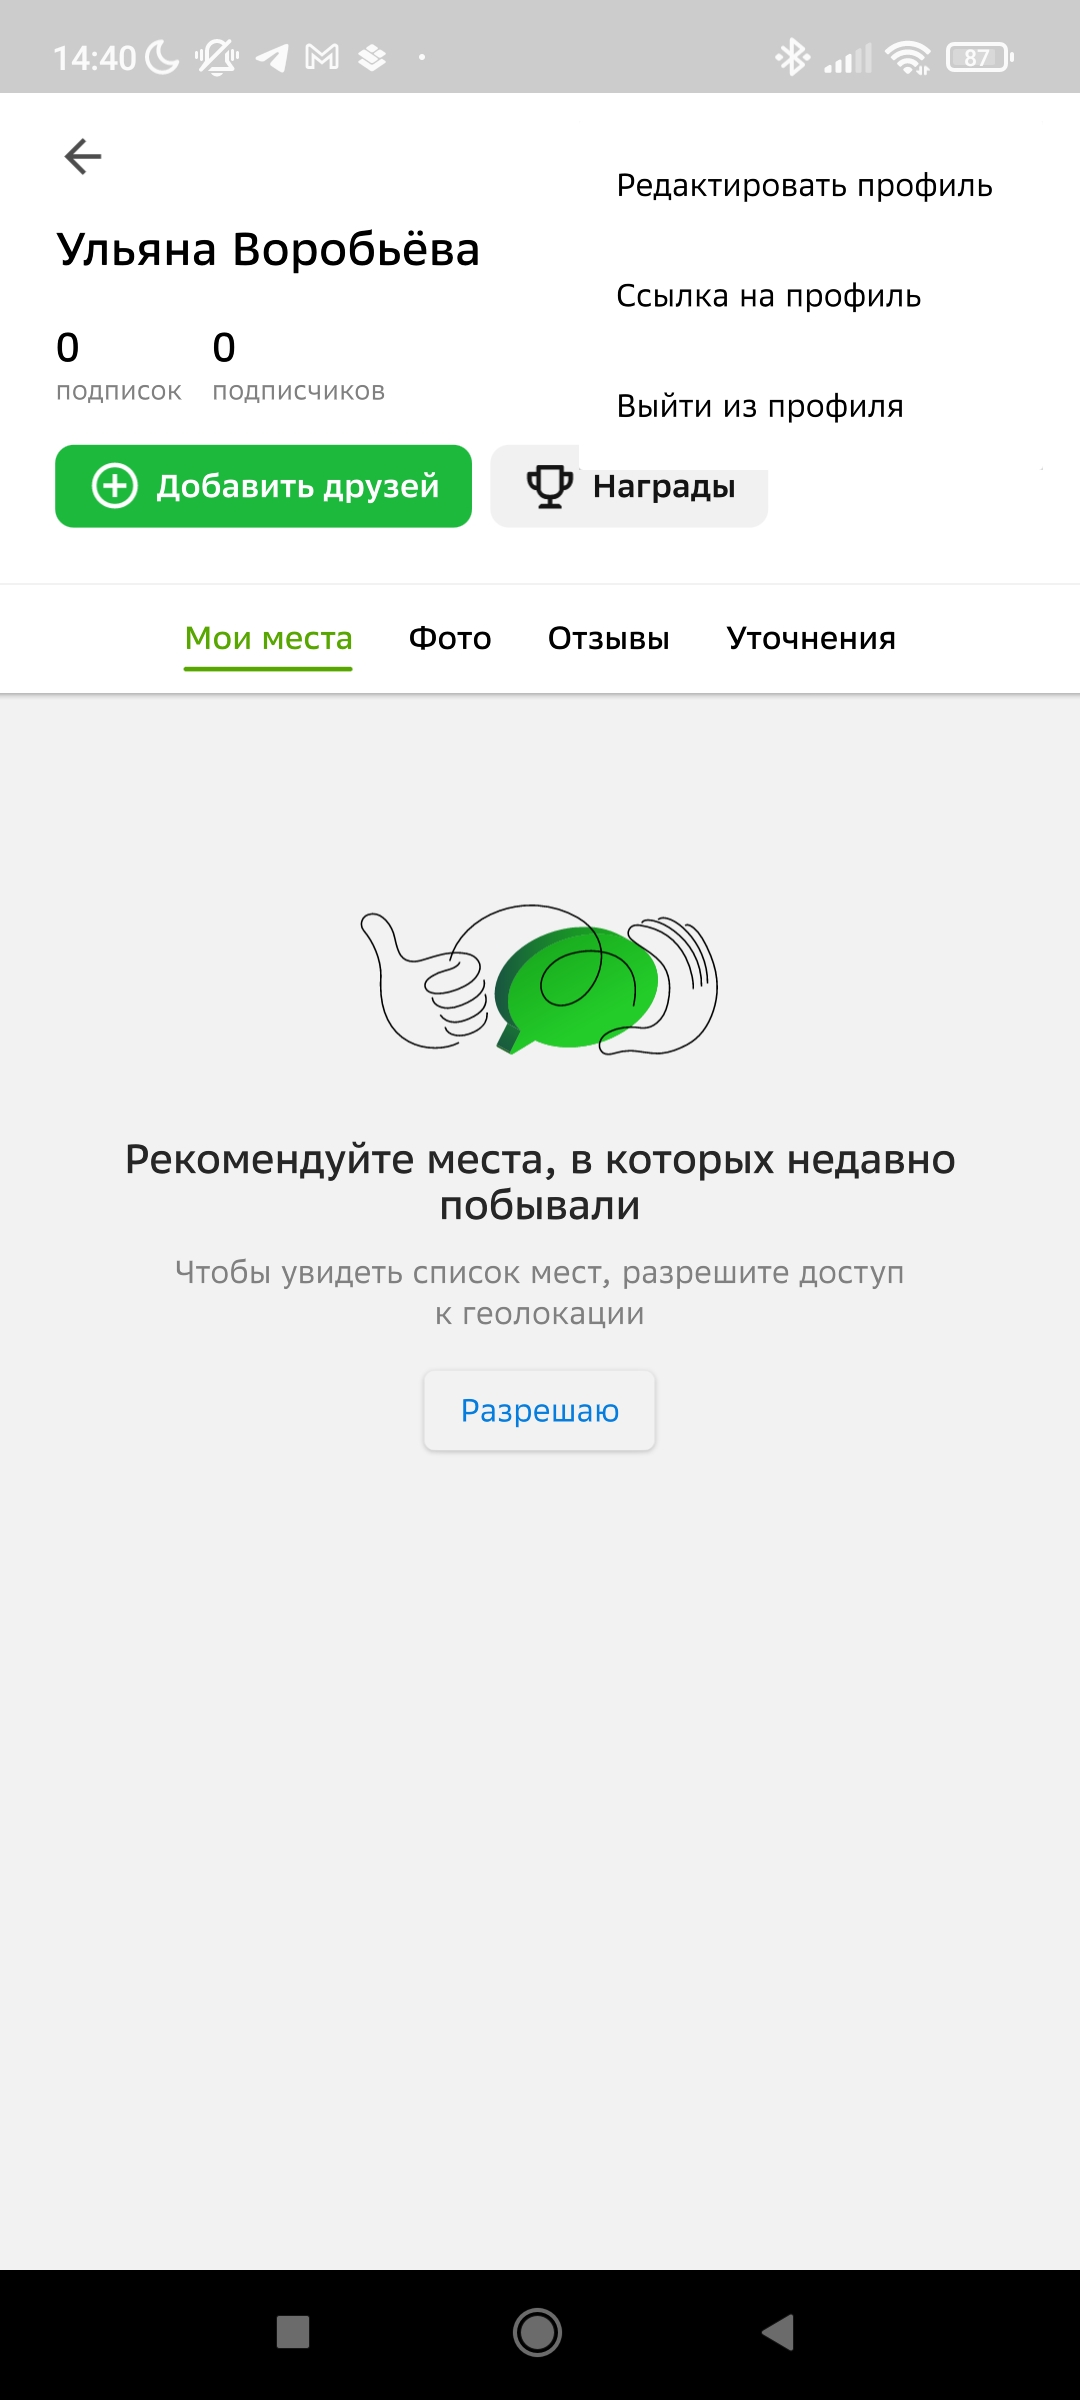 14:40
87
Редактировать профиль
Ульяна Воробьёва
Ссылка на профиль
0 0
подписок подписчиков
Выйти из профиля
Добавить друзей Награды
Мои места Фото Отзывы Уточнения
Рекомендуйте места, в которых недавно
побывали
Чтобы увидеть список мест, разрешите доступ
к геолокации
Разрешаю